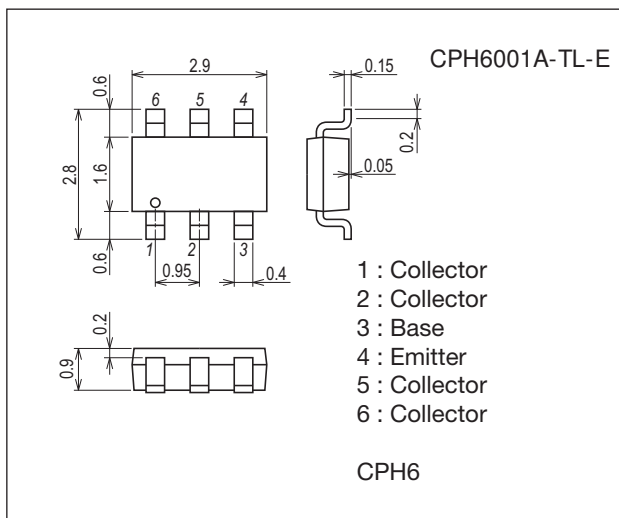 CPH6001A-TL-E
2.9
0.15
0.6
6
5
4
0.2
2.8
1.6
0.05
0.6
1
2
3
0.95
0.4
1 : Collector
2 : Collector
3 : Base
4 : Emitter
5 : Collector
6 : Collector
0.2
0.9
CPH6